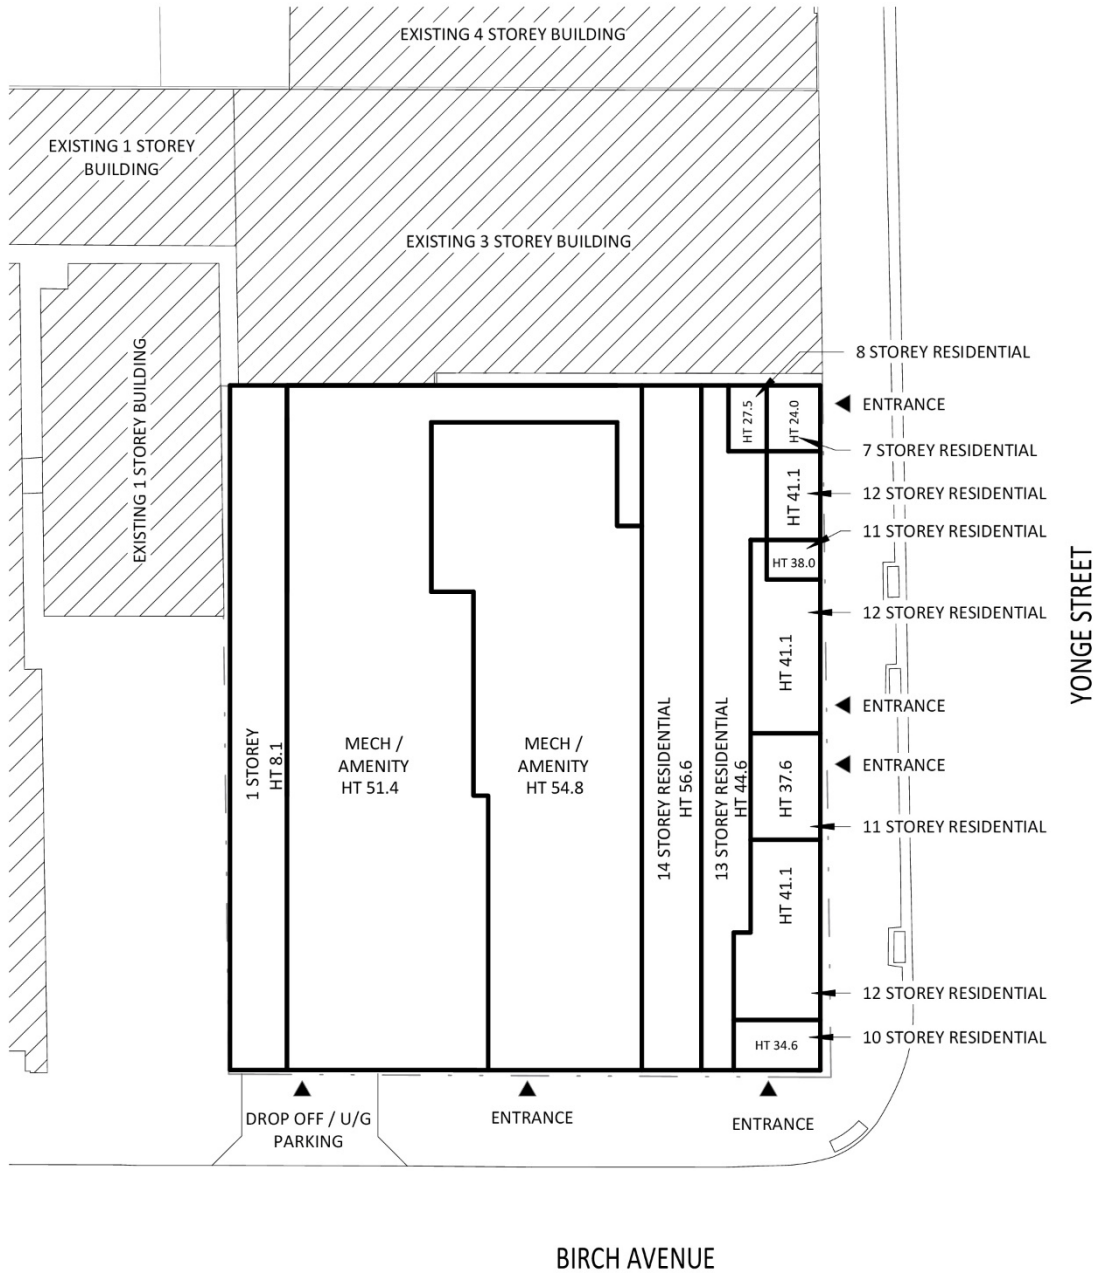 EXISTING 4 STOREY BUILDING
EXISTING 1 STOREY
BUILDING
EXISTING 3 STOREY BUILDING
EXISTING 1 STOREY BUILDING
8 STOREY RESIDENTIAL
HT 27.5
HT 24.0
ENTRANCE
7 STOREY RESIDENTIAL
HT 41.1
12 STOREY RESIDENTIAL
11 STOREY RESIDENTIAL
HT 38.0
12 STOREY RESIDENTIAL
HT 41.1
YONGE STREET
ENTRANCE
1 STOREY
HT 8.1
MECH /
AMENITY
HT 51.4
MECH /
AMENITY
HT 54.8
14 STOREY RESIDENTIAL
HT 56.6
13 STOREY RESIDENTIAL
HT 44.6
HT 37.6
ENTRANCE
11 STOREY RESIDENTIAL
HT 41.1
12 STOREY RESIDENTIAL
10 STOREY RESIDENTIAL
HT 34.6
DROP OFF / U/G
PARKING
ENTRANCE
ENTRANCE
BIRCH AVENUE